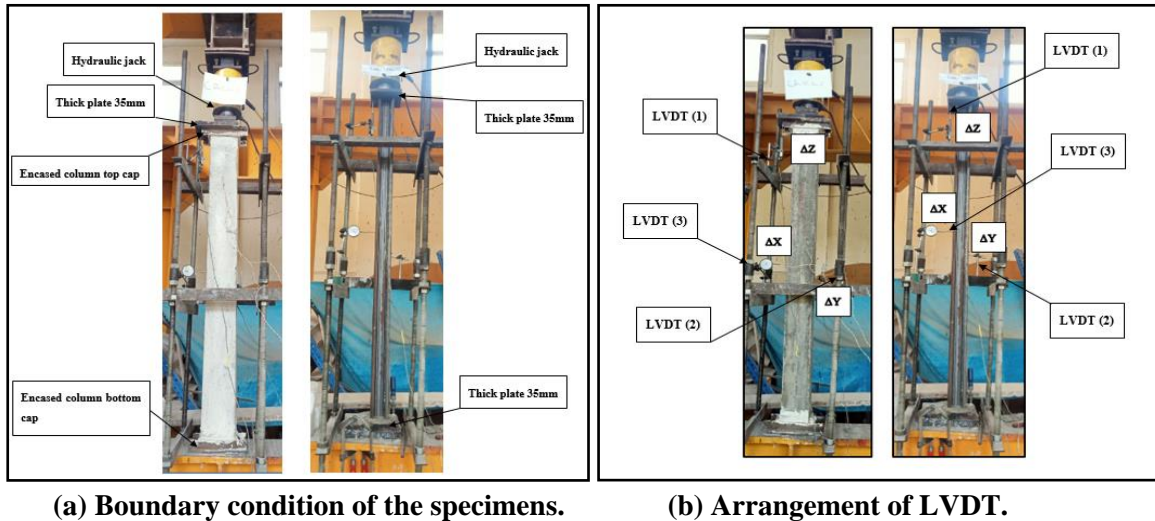 Hydraulic jack
Thick plate 35mm
Encased column top cap
Encased column bottom
cap
Hydraulic jack
Thick plate 35mm
Thick plate 35mm
LVDT (1)
LVDT (3)
ΔZ
ΔX
ΔY
LVDT (1)
ΔZ
LVDT (3)
ΔX
ΔY
LVDT (2)
LVDT (2)
(a) Boundary condition of the specimens.
(b) Arrangement of LVDT.